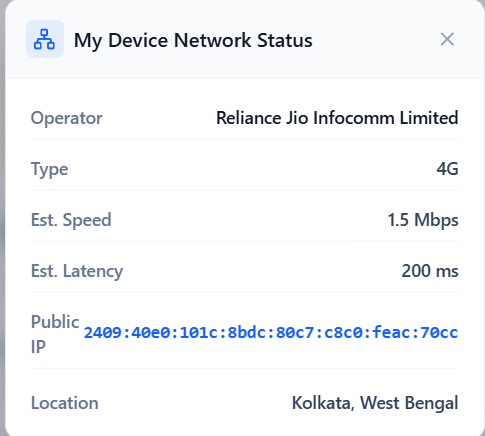 My Device Network Status
Operator Reliance Jio Infocomm Limited
Type 4G
Est. Speed 1.5 Mbps
Est. Latency 200 ms
Public
IP 2409:40e0:101c:8bdc:80c7:c8c0:feac:70cc
Location Kolkata, West Bengal